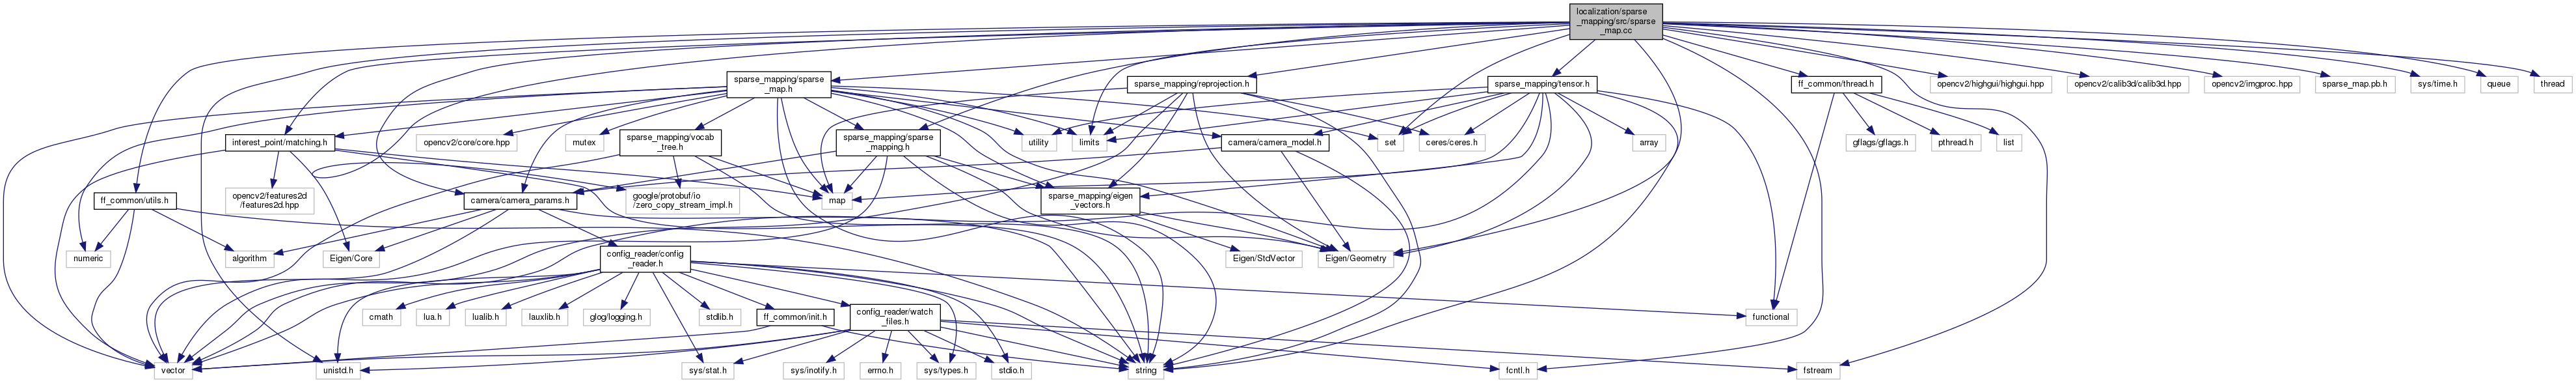 localization/sparse
_mapping/src/sparse
_map.cc
sparse_mapping/sparse
_map.h
sparse_mapping/reprojection.h
sparse_mapping/tensor.h
ff_common/thread.h
opencv2/highgui/highgui.hpp
opencv2/calib3d/calib3d.hpp
opencv2/imgproc.hpp
sparse_map.pb.h
sys/time.h
queue
thread
interest_point/matching.h
opencv2/core/core.hpp
mutex
sparse_mapping/vocab
_tree.h
sparse_mapping/sparse
_mapping.h
utility
limits
camera/camera_model.h
set
ceres/ceres.h
array
gflags/gflags.h
pthread.h
list
ff_common/utils.h
opencv2/features2d
/features2d.hpp
camera/camera_params.h
google/protobuf/io
/zero_copy_stream_impl.h
map
sparse_mapping/eigen
_vectors.h
numeric
algorithm
Eigen/Core
config_reader/config
_reader.h
Eigen/StdVector
Eigen/Geometry
cmath
lua.h
lualib.h
lauxlib.h
glog/logging.h
stdlib.h
ff_common/init.h
config_reader/watch
_files.h
functional
vector
unistd.h
sys/stat.h
sys/inotify.h
errno.h
sys/types.h
stdio.h
string
fcntl.h
fstream